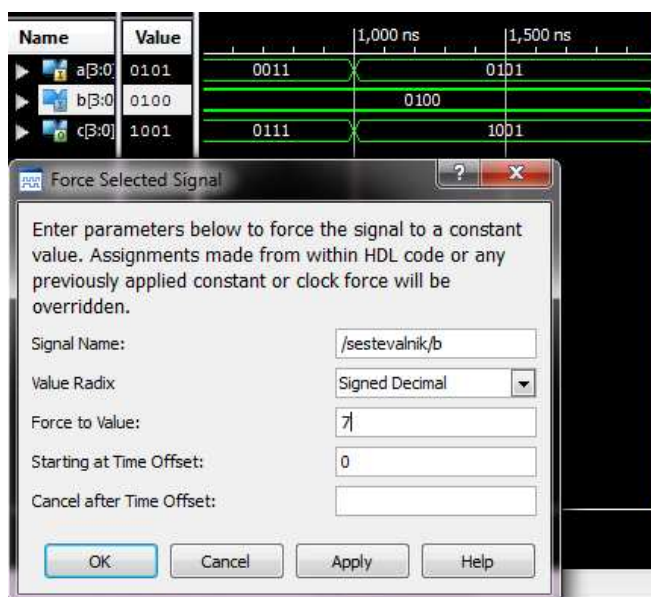 Name Value 1,000 ns 1,500 ns
a[3:0] 0101 0011 0101
b[3:0 0100 0100
c[3:0] 1001 0111 1001
Force Selected Signal
Enter parameters below to force the signal to a constant
value. Assignments made from within HDL code or any
previously applied constant or clock force will be
overridden.
Signal Name: /sestevalnik/b
Value Radix Signed Decimal
Force to Value: 7
Starting at Time Offset: 0
Cancel after Time Offset:
OK Cancel Apply Help